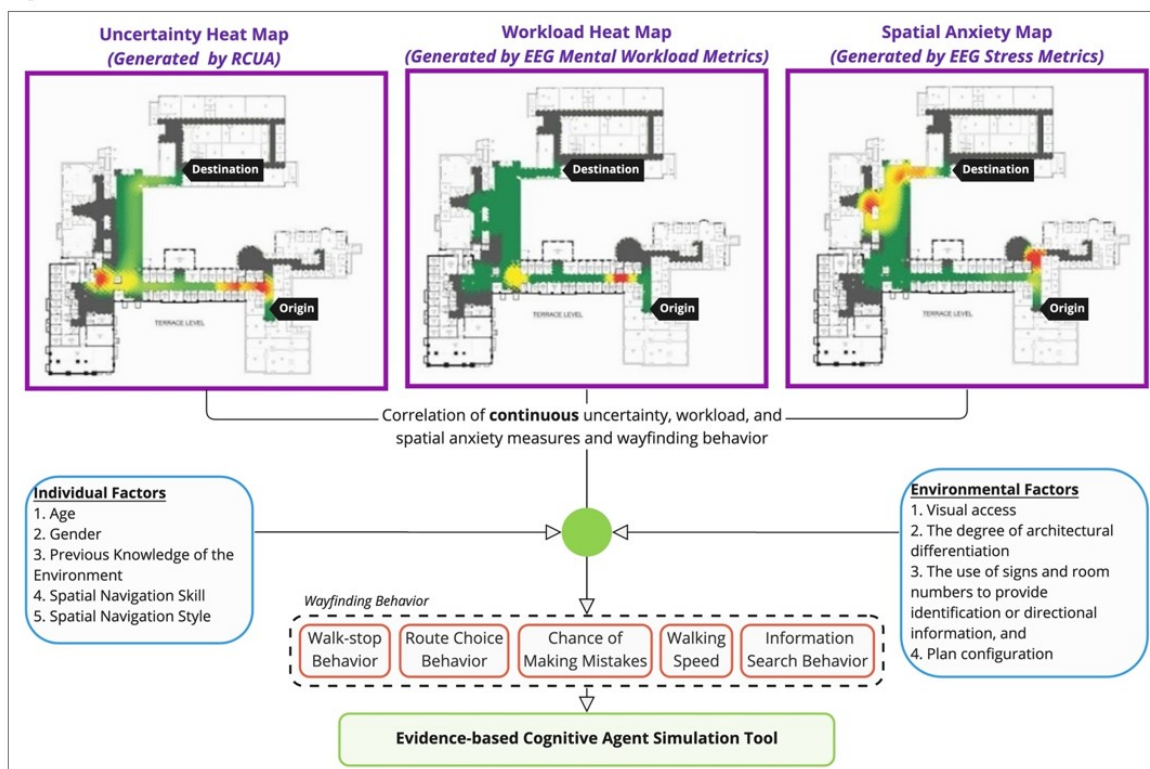 Uncertainty Heat Map
(Generated by RCUA)
Workload Heat Map
(Generated by EEG Mental Workload Metrics)
Spatial Anxiety Map
(Generated by EEG Stress Metrics)
Destination
Origin
TERRACE LEVEL
Destination
Origin
TERRACE LEVEL
Destination
Origin
TERRACE LEVEL
Correlation of continuous uncertainty, workload, and
spatial anxiety measures and wayfinding behavior
Individual Factors
1. Age
2. Gender
3. Previous Knowledge of the
Environment
4. Spatial Navigation Skill
5. Spatial Navigation Style
Environmental Factors
1. Visual access
2. The degree of architectural
differentiation
3. The use of signs and room
numbers to provide
identification or directional
information, and
4. Plan configuration
Wayfinding Behavior
Walk-stop
Behavior
Route Choice
Behavior
Chance of
Making Mistakes
Walking
Speed
Information
Search Behavior
Evidence-based Cognitive Agent Simulation Tool